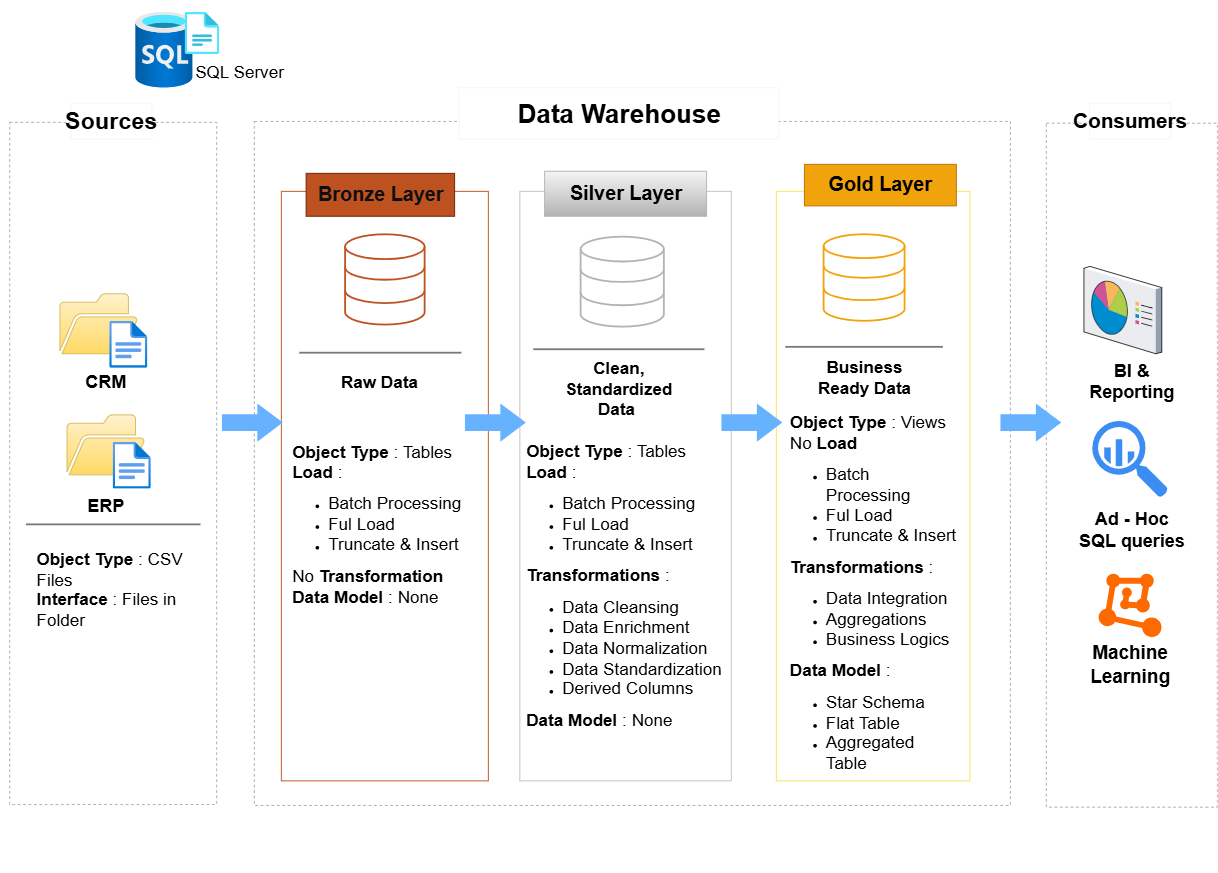 SQL
SQL Server
Sources
CRM
ERP
Object Type : CSV
Files
Interface : Files in
Folder
Data Warehouse
Bronze Layer
Raw Data
Object Type : Tables
Load :
• Batch Processing
• Ful Load
• Truncate & Insert
No Transformation
Data Model : None
Silver Layer
Clean,
Standardized
Data
Object Type : Tables
Load :
• Batch Processing
• Ful Load
• Truncate & Insert
Transformations :
• Data Cleansing
• Data Enrichment
• Data Normalization
• Data Standardization
• Derived Columns
Data Model : None
Gold Layer
Business
Ready Data
Object Type : Views
No Load
• Batch
Processing
• Ful Load
• Truncate & Insert
Transformations :
• Data Integration
• Aggregations
• Business Logics
Data Model :
• Star Schema
• Flat Table
• Aggregated
Table
Consumers
BI &
Reporting
Ad - Hoc
SQL queries
Machine
Learning